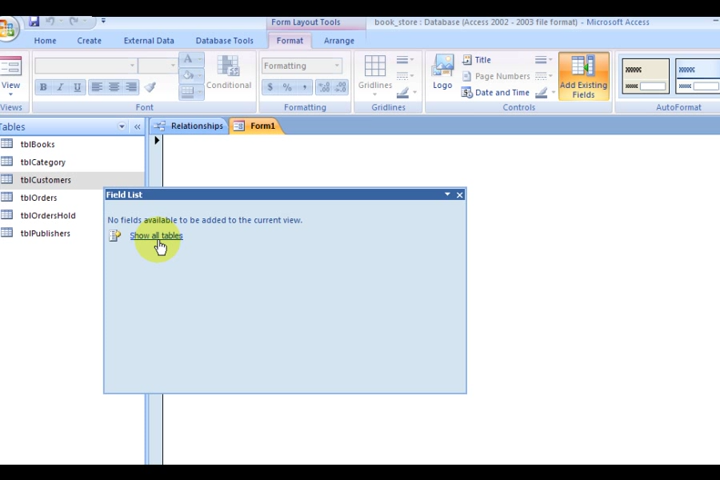 Form Layout Tools
book_store : Database (Access 2002 - 2003 file format) - Microsoft Access
Home Create External Data Database Tools Format Arrange
View
Views
B I U
Conditional
Font
Formatting
$ % ,
Formatting
Gridlines
Gridlines
Logo
Title
Page Numbers
Date and Time
Add Existing Fields
Controls
xxxxx
xxxxx
AutoFormat
Tables
Relationships
Form1
tblBooks
tblCategory
tblCustomers
tblOrders
tblOrdersHold
tblPublishers
Field List
No fields available to be added to the current view.
Show all tables